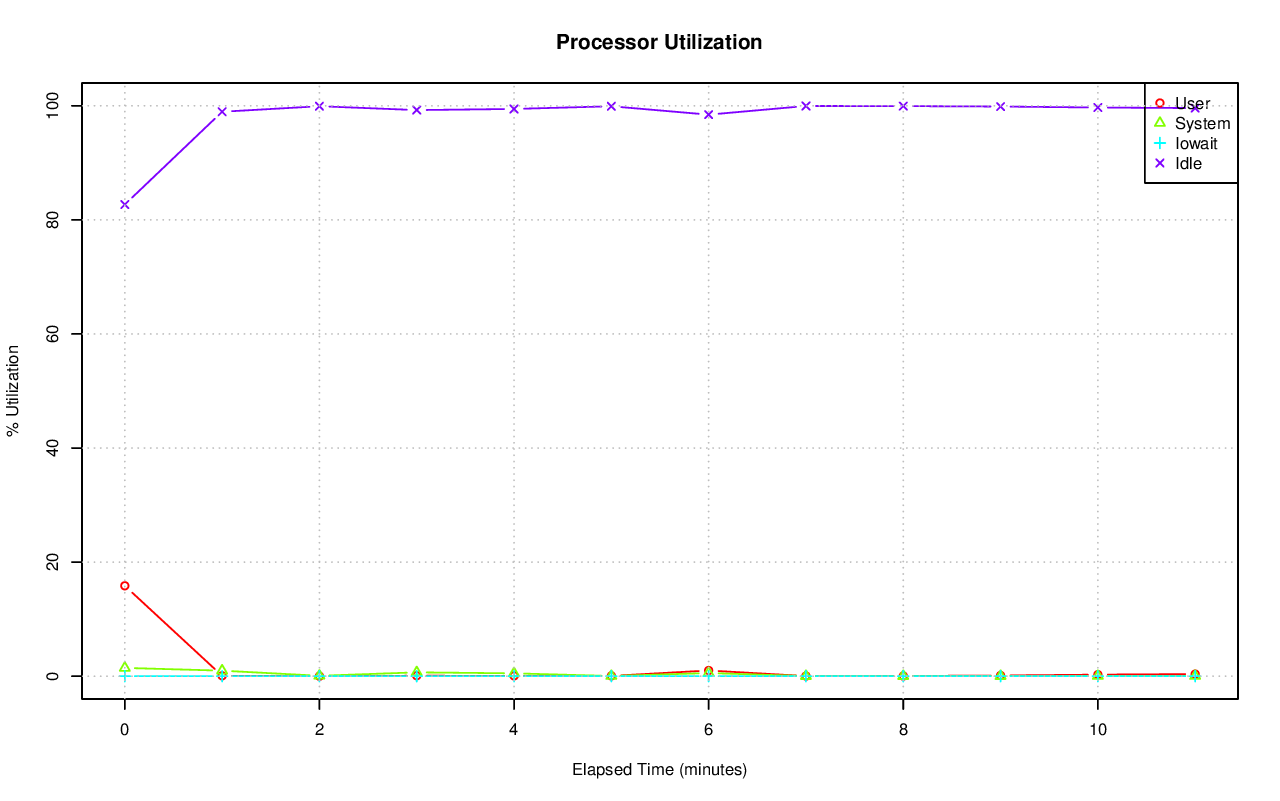 Processor Utilization
100
80
60
40
20
0
% Utilization
User
System
Iowait
Idle
0 2 4 6 8 10
Elapsed Time (minutes)